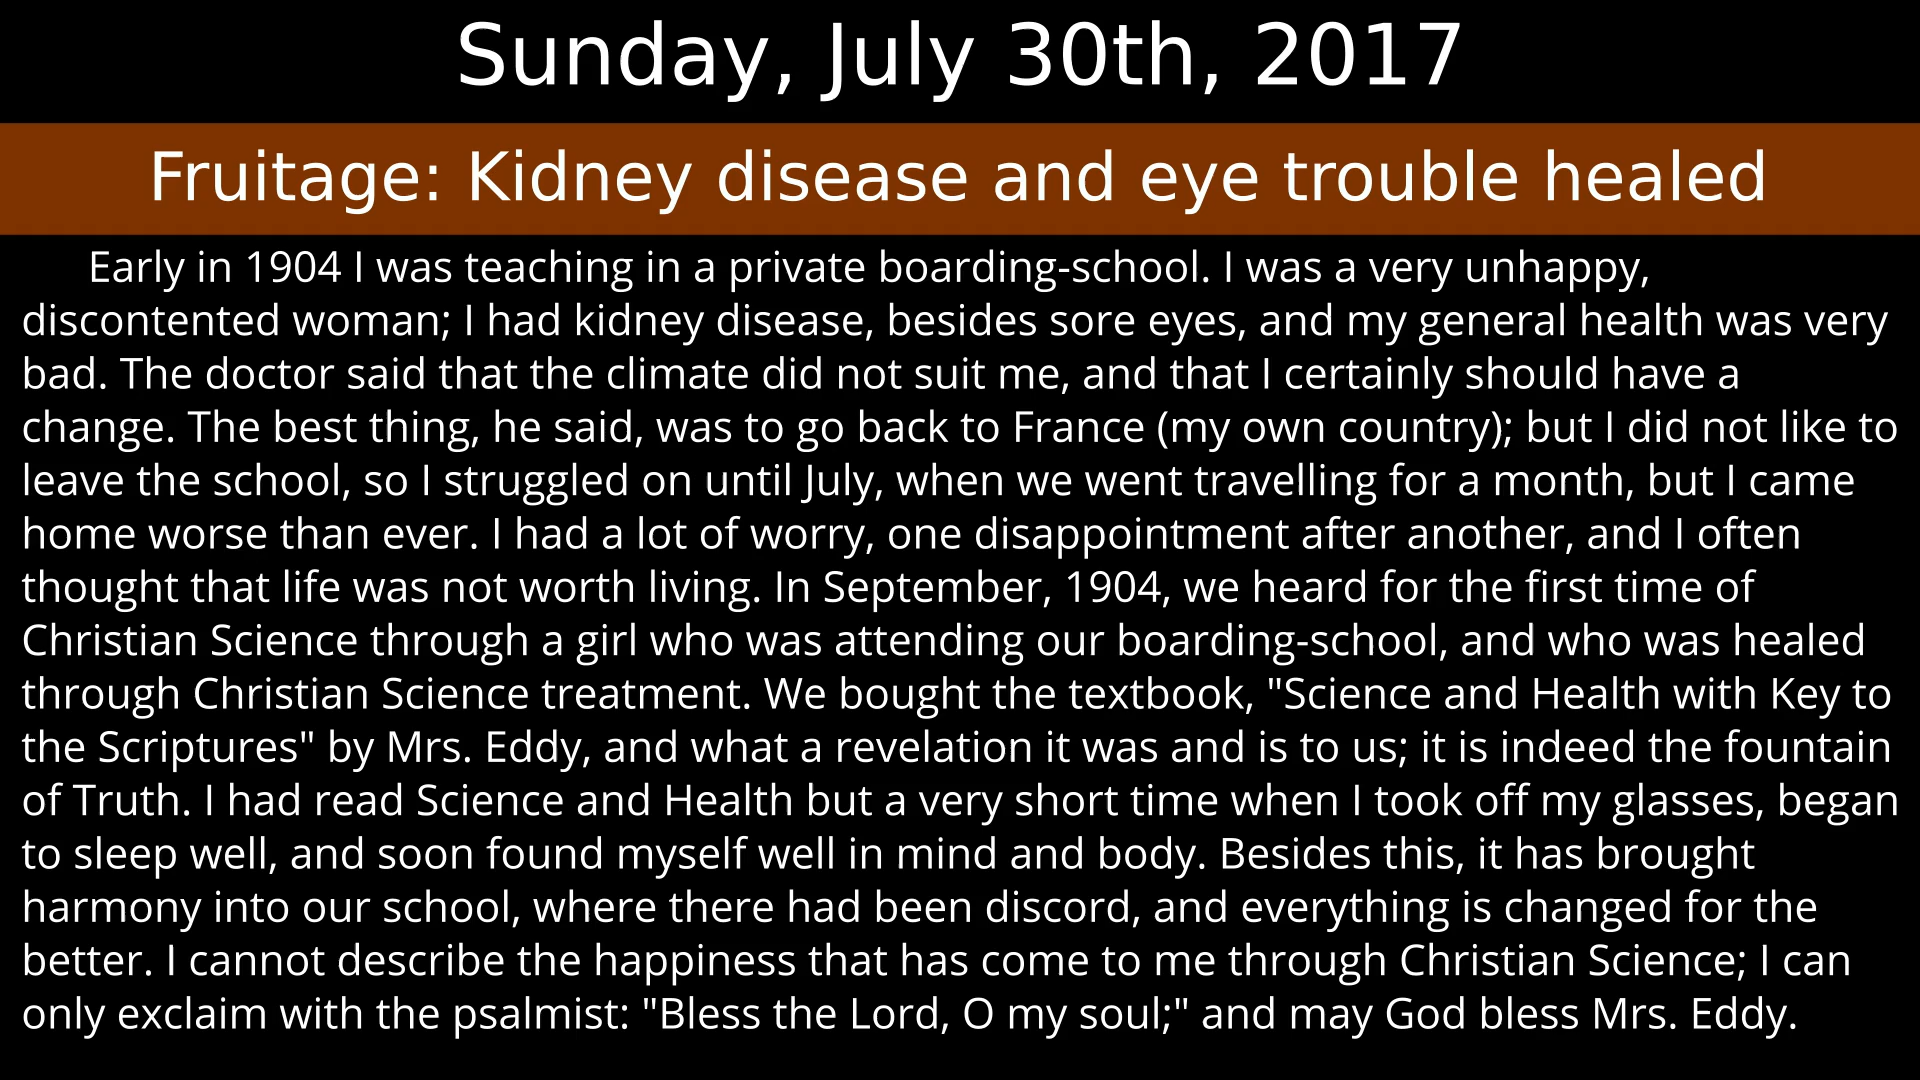 Sunday, July 30th, 2017
Fruitage: Kidney disease and eye trouble healed
Early in 1904 I was teaching in a private boarding-school. I was a very unhappy,
discontented woman; I had kidney disease, besides sore eyes, and my general health was very
bad. The doctor said that the climate did not suit me, and that I certainly should have a
change. The best thing, he said, was to go back to France (my own country); but I did not like to
leave the school, so I struggled on until July, when we went travelling for a month, but I came
home worse than ever. I had a lot of worry, one disappointment after another, and I often
thought that life was not worth living. In September, 1904, we heard for the first time of
Christian Science through a girl who was attending our boarding-school, and who was healed
through Christian Science treatment. We bought the textbook, "Science and Health with Key to
the Scriptures" by Mrs. Eddy, and what a revelation it was and is to us; it is indeed the fountain
of Truth. I had read Science and Health but a very short time when I took off my glasses, began
to sleep well, and soon found myself well in mind and body. Besides this, it has brought
harmony into our school, where there had been discord, and everything is changed for the
better. I cannot describe the happiness that has come to me through Christian Science; I can
only exclaim with the psalmist: "Bless the Lord, O my soul;" and may God bless Mrs. Eddy.